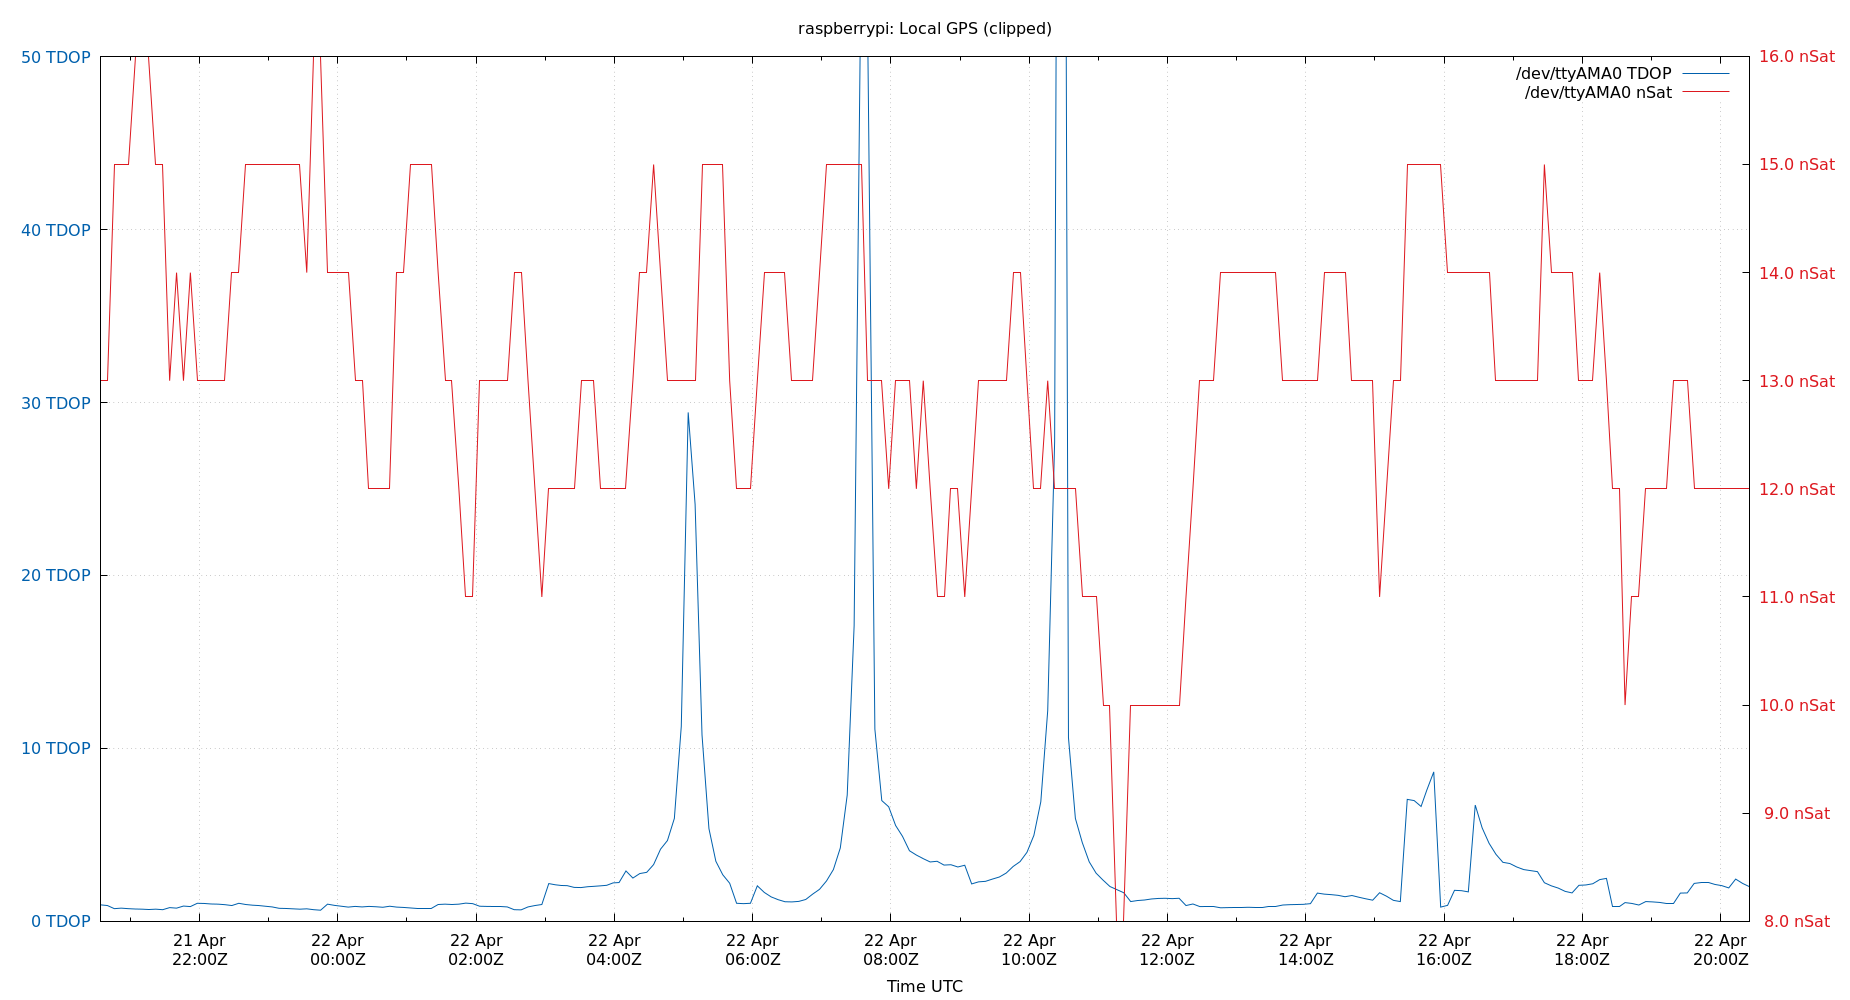 raspberrypi: Local GPS (clipped)
50 TDOP
40 TDOP
30 TDOP
20 TDOP
10 TDOP
0 TDOP
16.0 nSat
15.0 nSat
14.0 nSat
13.0 nSat
12.0 nSat
11.0 nSat
10.0 nSat
9.0 nSat
8.0 nSat
/dev/ttyAMA0 TDOP
/dev/ttyAMA0 nSat
21 Apr
22:00Z
22 Apr
00:00Z
22 Apr
02:00Z
22 Apr
04:00Z
22 Apr
06:00Z
22 Apr
08:00Z
22 Apr
10:00Z
22 Apr
12:00Z
22 Apr
14:00Z
22 Apr
16:00Z
22 Apr
18:00Z
22 Apr
20:00Z
Time UTC